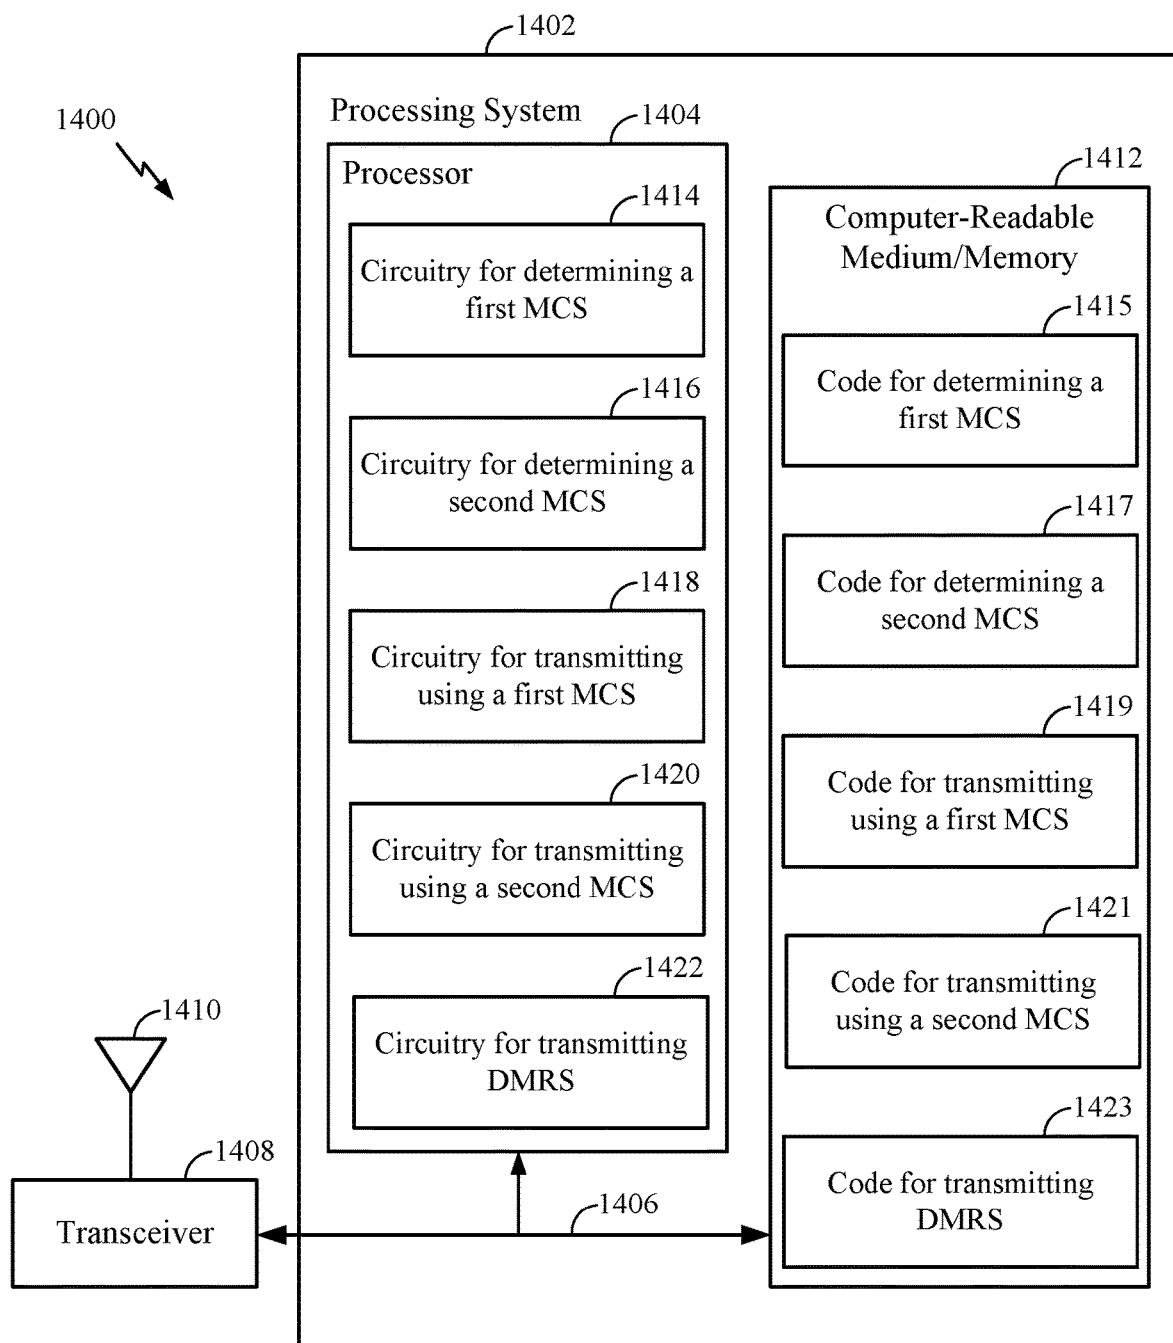 1402
1400
Processing System
1404
Processor
1414
Circuitry for determining a
first MCS
1416
Circuitry for determining a
second MCS
1418
Circuitry for transmitting
using a first MCS
1420
Circuitry for transmitting
using a second MCS
1422
Circuitry for transmitting
DMRS
1412
Computer-Readable
Medium/Memory
1415
Code for determining a
first MCS
1417
Code for determining a
second MCS
1419
Code for transmitting
using a first MCS
1421
Code for transmitting
using a second MCS
1423
Code for transmitting
DMRS
1410
1408
Transceiver
1406